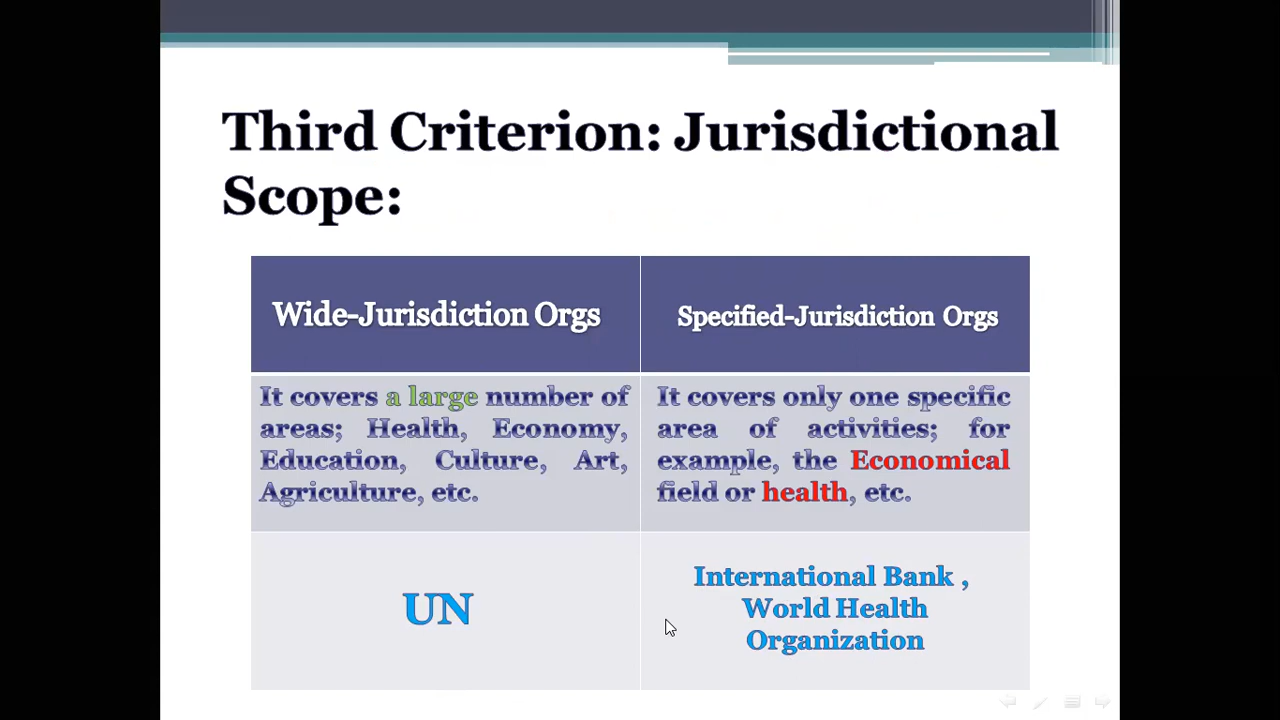 Third Criterion: Jurisdictional
Scope:
Wide-Jurisdiction Orgs
Specified-Jurisdiction Orgs
It covers a large number of
areas; Health, Economy,
Education, Culture, Art,
Agriculture, etc.
It covers only one specific
area of activities; for
example, the Economical
field or health, etc.
UN
International Bank ,
World Health
Organization